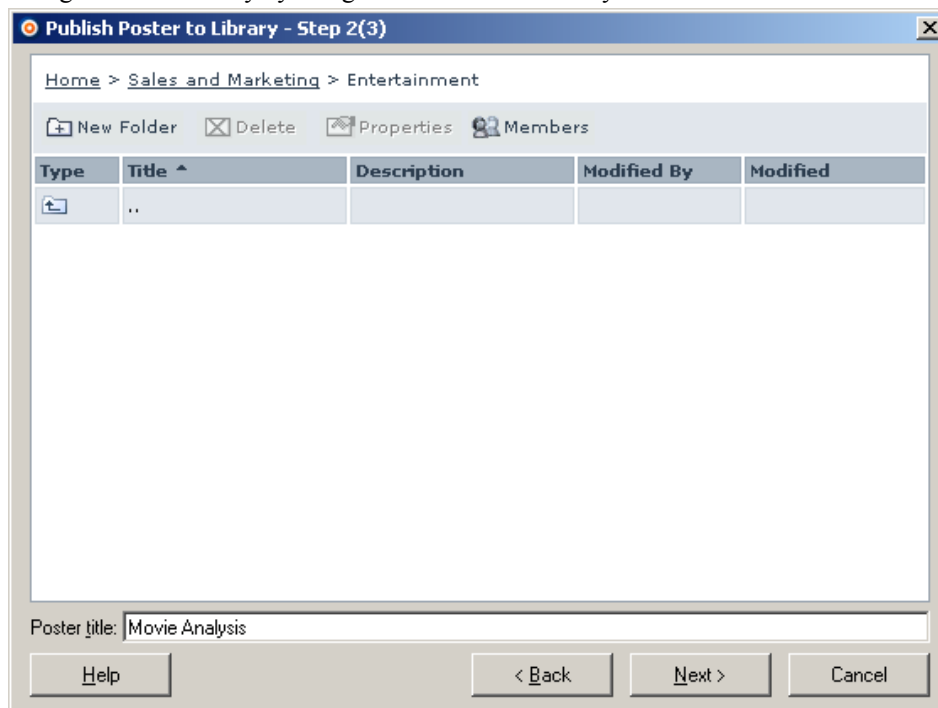 Publish Poster to Library - Step 2(3)
Home > Sales and Marketing > Entertainment
New Folder Delete Properties Members
Type Title Description Modified By Modified
..
Poster title: Movie Analysis
Help < Back Next > Cancel